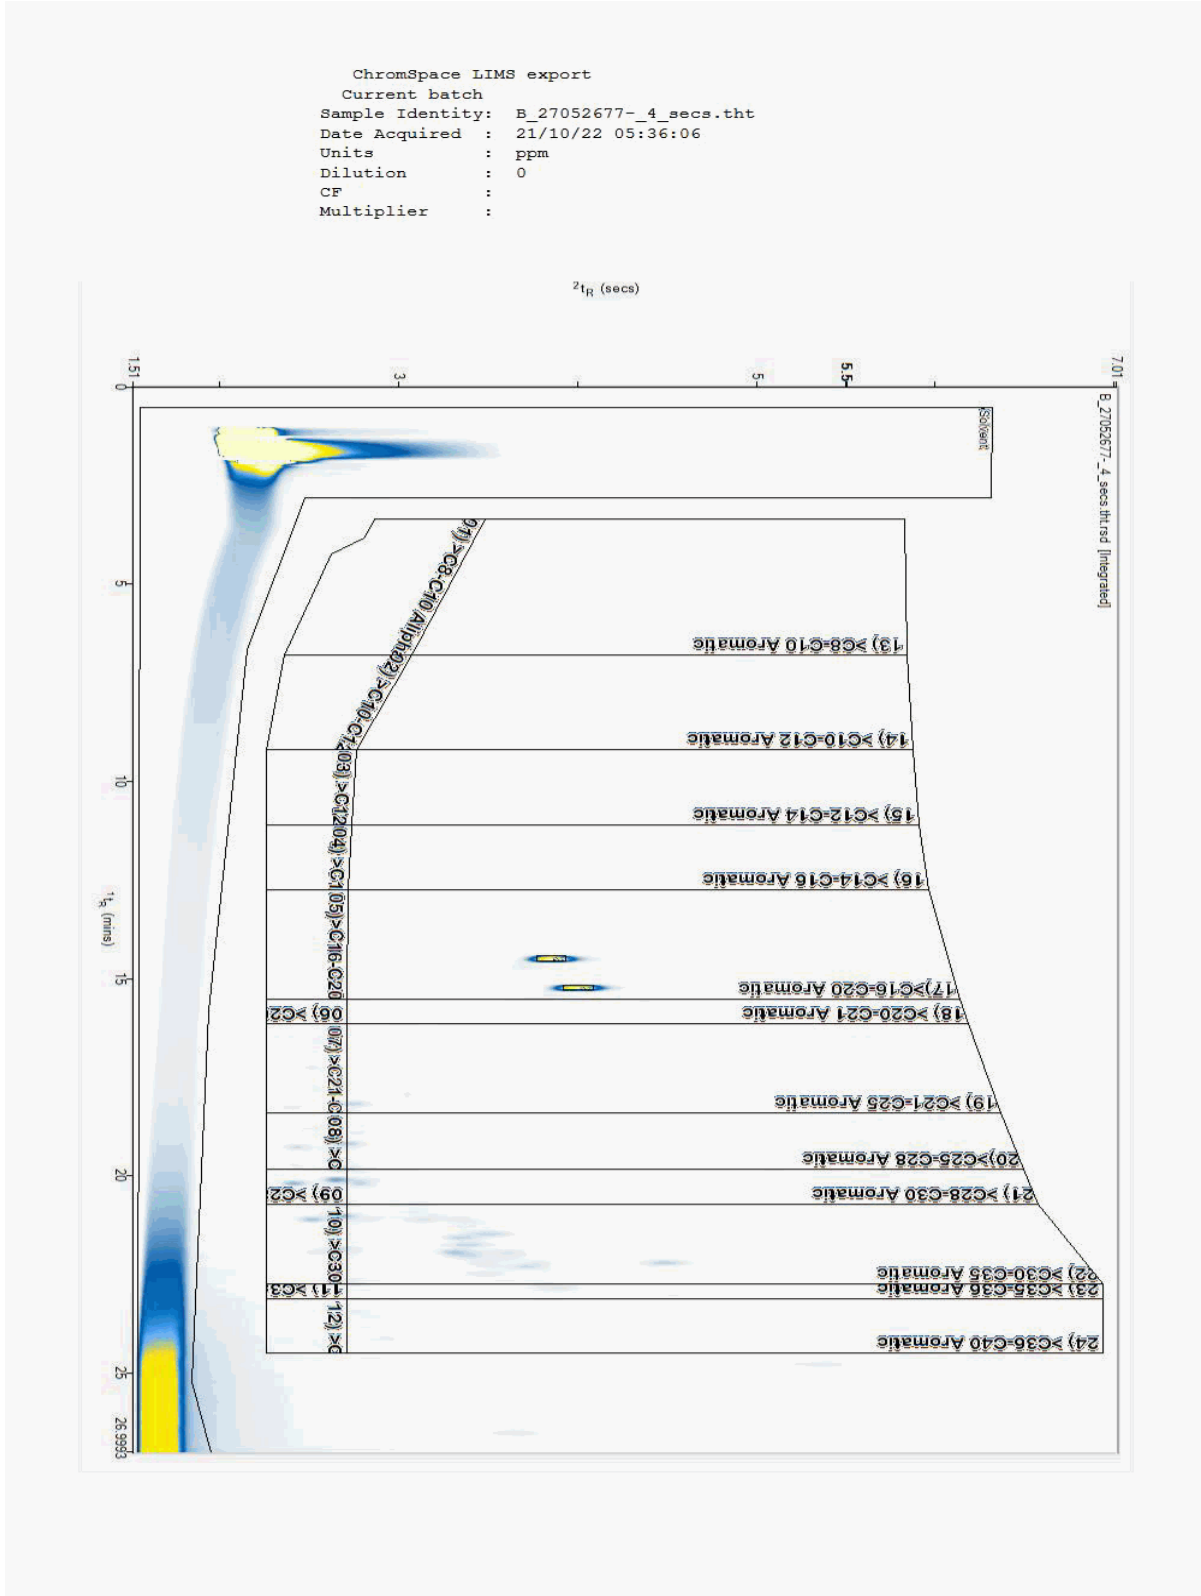 ChromSpace LIMS export
Current batch
Sample Identity: B_27052677-_4_secs.tht
Date Acquired : 21/10/22 05:36:06
Units : ppm
Dilution : 0
CF :
Multiplier :
²tR (secs)
1.51
3
5
5.5
7.01
B_27052677-_4_secs.tht.rsd [Integrated]
Solvent
0
5
10
15
20
25
26.9993
¹tR (mins)
01) >C8-C10 Alipha
02) >C10-C12
03) >C12
04) >C1
05) >C16-C20
06) >C20
07) >C21-C
08) >C
09) >C28
10) >C30
11) >C3
12) >C
13) >C8-C10 Aromatic
14) >C10-C12 Aromatic
15) >C12-C14 Aromatic
16) >C14-C16 Aromatic
17)>C16-C20 Aromatic
18) >C20-C21 Aromatic
19) >C21-C25 Aromatic
20)>C25-C28 Aromatic
21) >C28-C30 Aromatic
22) >C30-C35 Aromatic
23) >C35-C36 Aromatic
24) >C36-C40 Aromatic